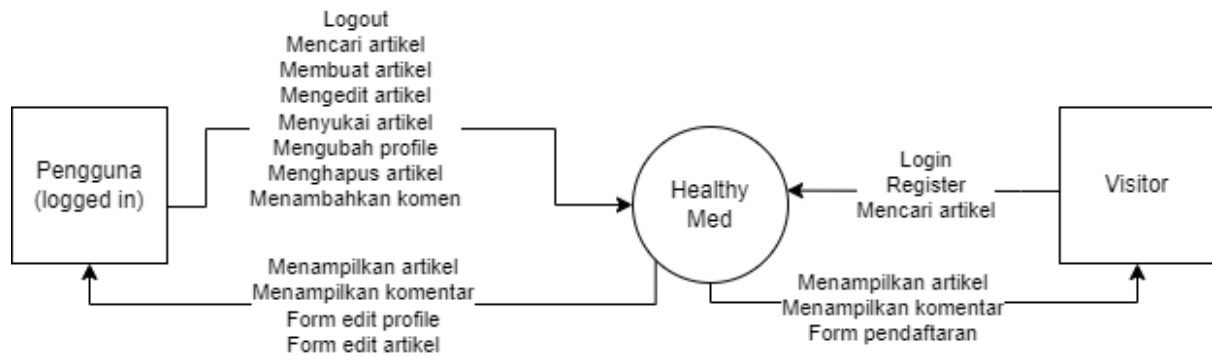 Logout
Mencari artikel
Membuat artikel
Mengedit artikel
Menyukai artikel
Mengubah profile
Menghapus artikel
Menambahkan komen
Pengguna
(logged in)
Healthy
Med
Login
Register
Mencari artikel
Visitor
Menampilkan artikel
Menampilkan komentar
Form edit profile
Form edit artikel
Menampilkan artikel
Menampilkan komentar
Form pendaftaran